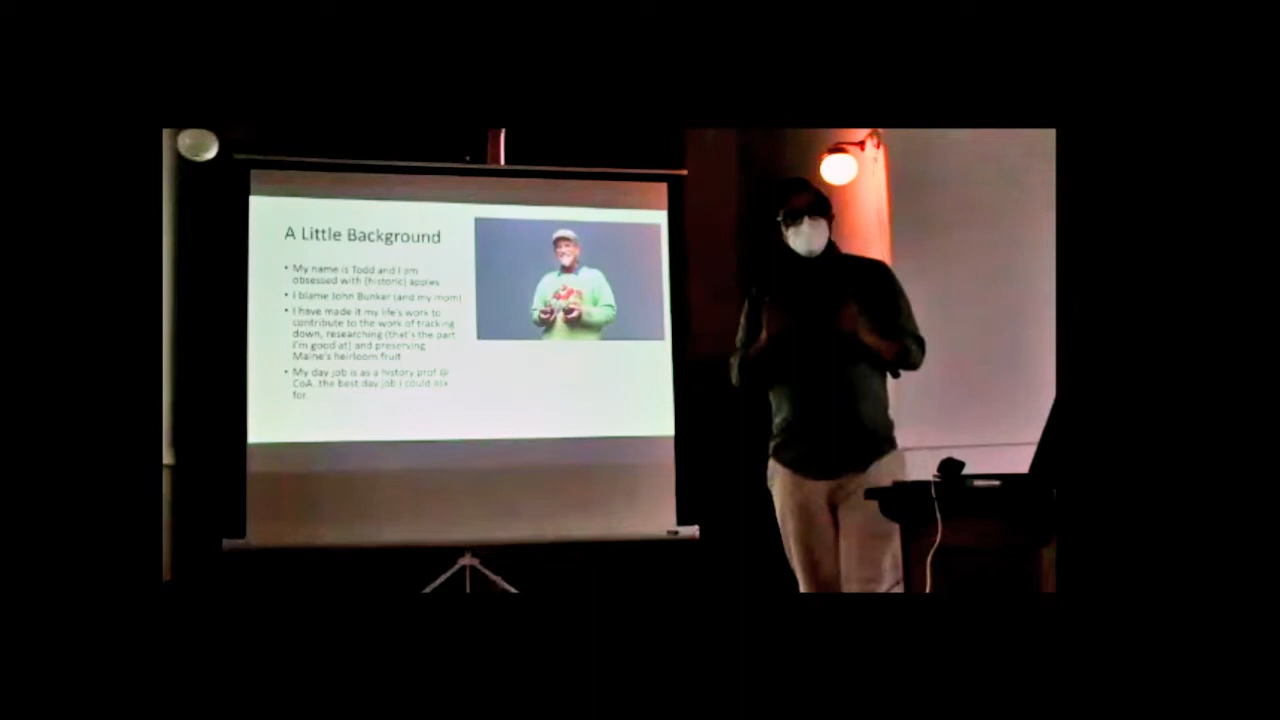 A Little Background
• My name is Todd and I am
obsessed with (historic) apples
• I blame John Bunker (and my mom)
• I have made it my life's work to
contribute to the work of tracking
down, researching (that's the part
I'm good at) and preserving
Maine's heirloom fruit
• My day job is as a history prof @
CoA, the best day job I could ask
for.